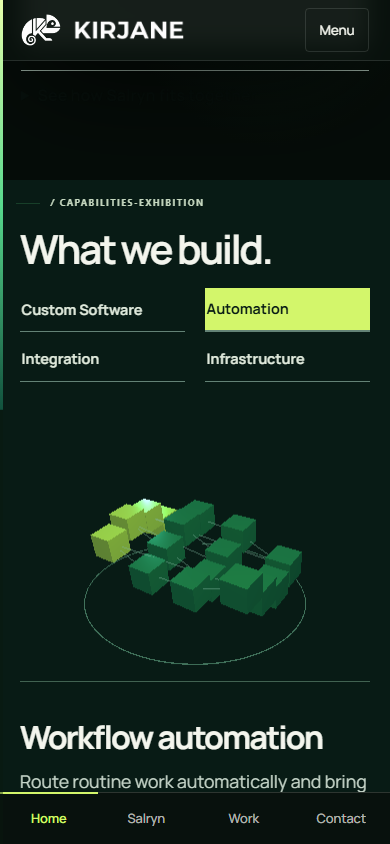 KIRJANE
Menu
/ CAPABILITIES-EXHIBITION
What we build.
Custom Software
Automation
Integration
Infrastructure
Workflow automation
Route routine work automatically and bring
Home
Salryn
Work
Contact